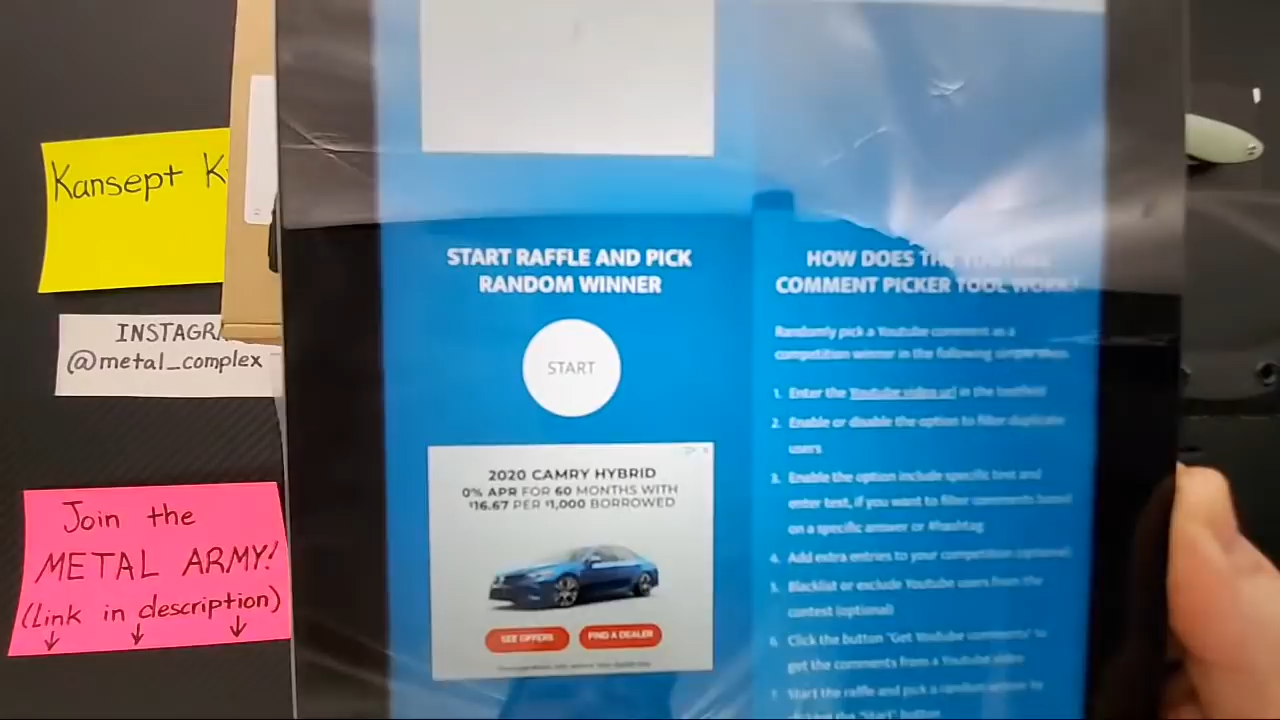 Kansept
INSTAGRA
@metal_complex
Join the
METAL ARMY!
(Link in description)
START RAFFLE AND PICK
RANDOM WINNER
START
2020 CAMRY HYBRID
0% APR FOR 60 MONTHS WITH
$16.67 PER $1,000 BORROWED
SEE OFFERS
FIND A DEALER
HOW DOES THE YOUTUBE
COMMENT PICKER TOOL WORK?
Randomly pick a Youtube comment as a
competition winner in the following simple steps.
1. Enter the Youtube video url in the textfield
2. Enable or disable the option to filter duplicate
users
3. Enable the option include specific text and
enter text, if you want to filter comments based
on a specific answer or #hashtag
4. Add extra entries to your competition (optional)
5. Blacklist or exclude Youtube users from the
contest (optional)
6. Click the button "Get Youtube comments" to
get the comments from a Youtube video
7. Start the raffle and pick a random winner by
the "Start" button